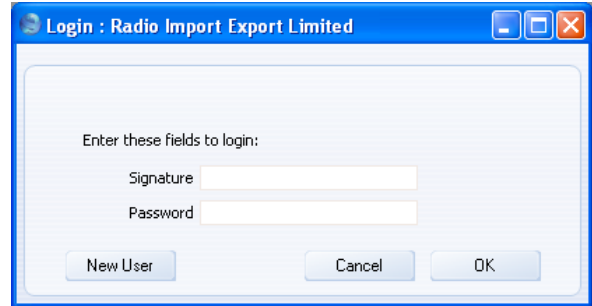 Login : Radio Import Export Limited
Enter these fields to login:
Signature
Password
New User Cancel OK